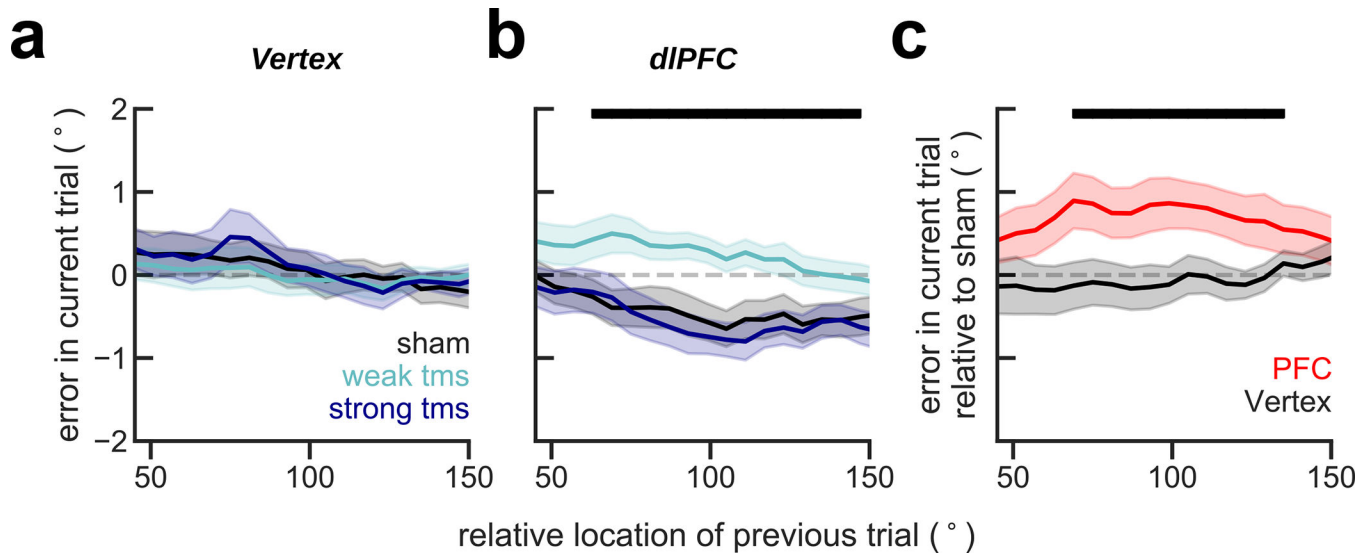 a
Vertex
b
dlPFC
c
error in current trial (°)
2
1
0
−1
−2
sham
weak tms
strong tms
50
100
150
50
100
150
error in current trial
relative to sham (°)
PFC
Vertex
50
100
150
relative location of previous trial (°)